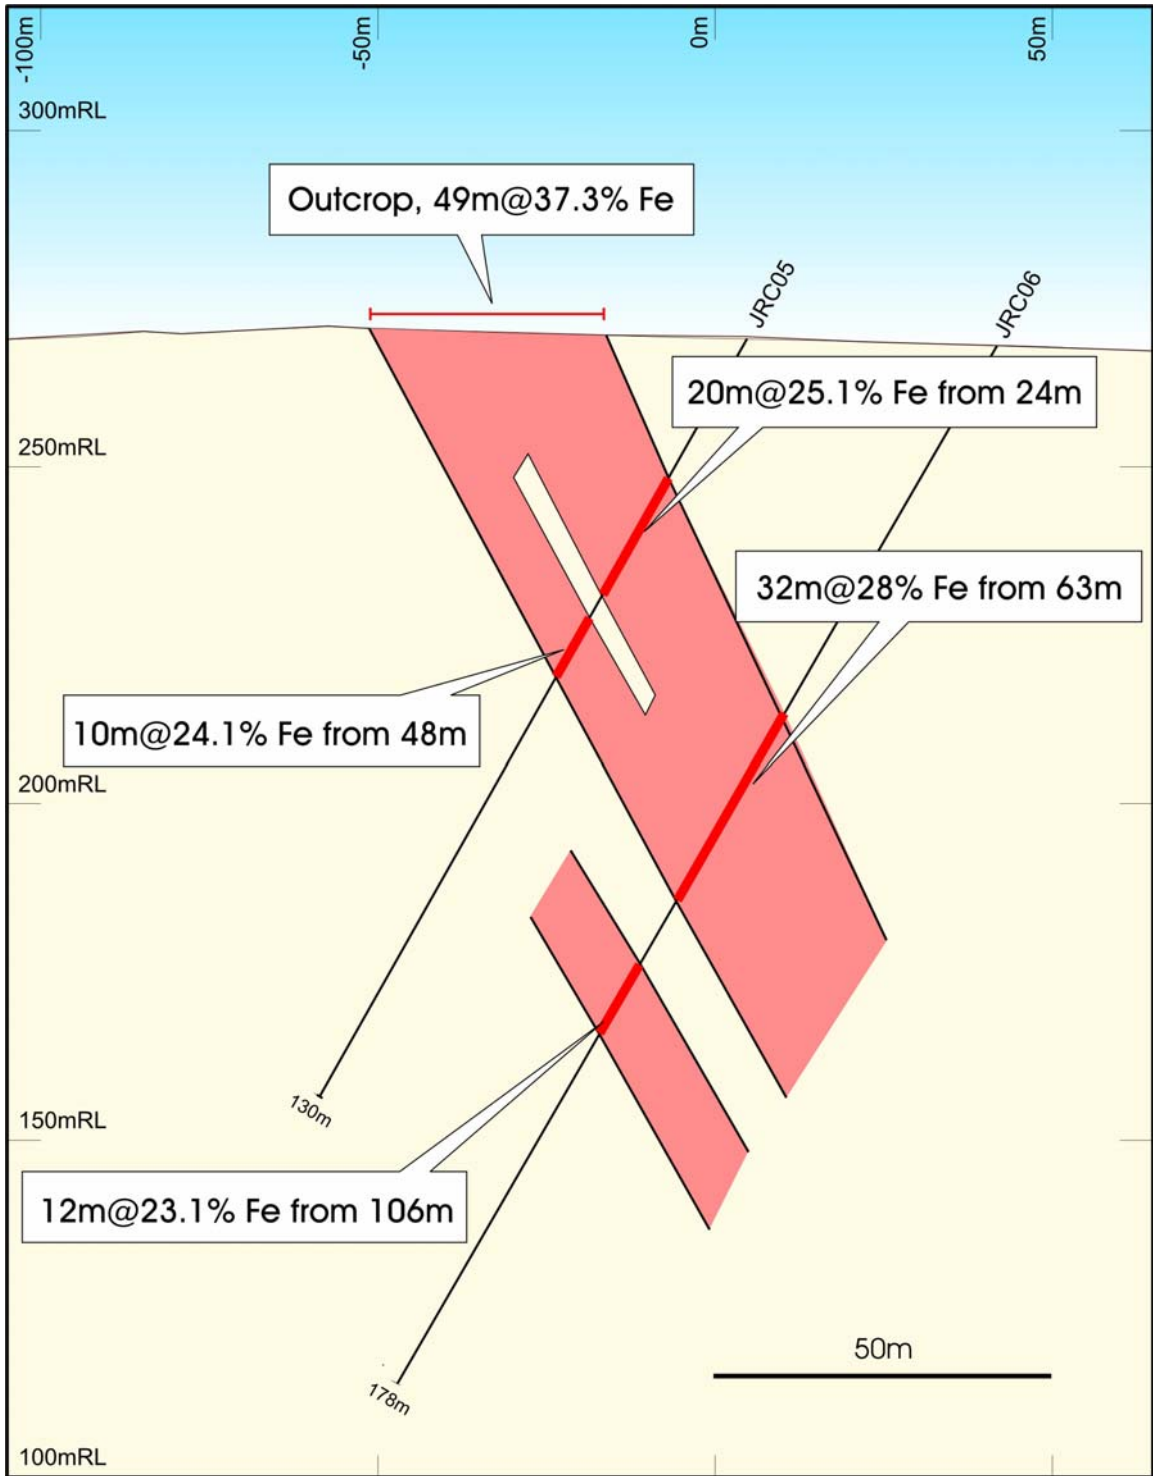 -100m
-50m
0m
50m
300mRL
Outcrop, 49m@37.3% Fe
JRC05
JRC06
20m@25.1% Fe from 24m
250mRL
32m@28% Fe from 63m
10m@24.1% Fe from 48m
200mRL
130m
150mRL
12m@23.1% Fe from 106m
50m
178m
100mRL